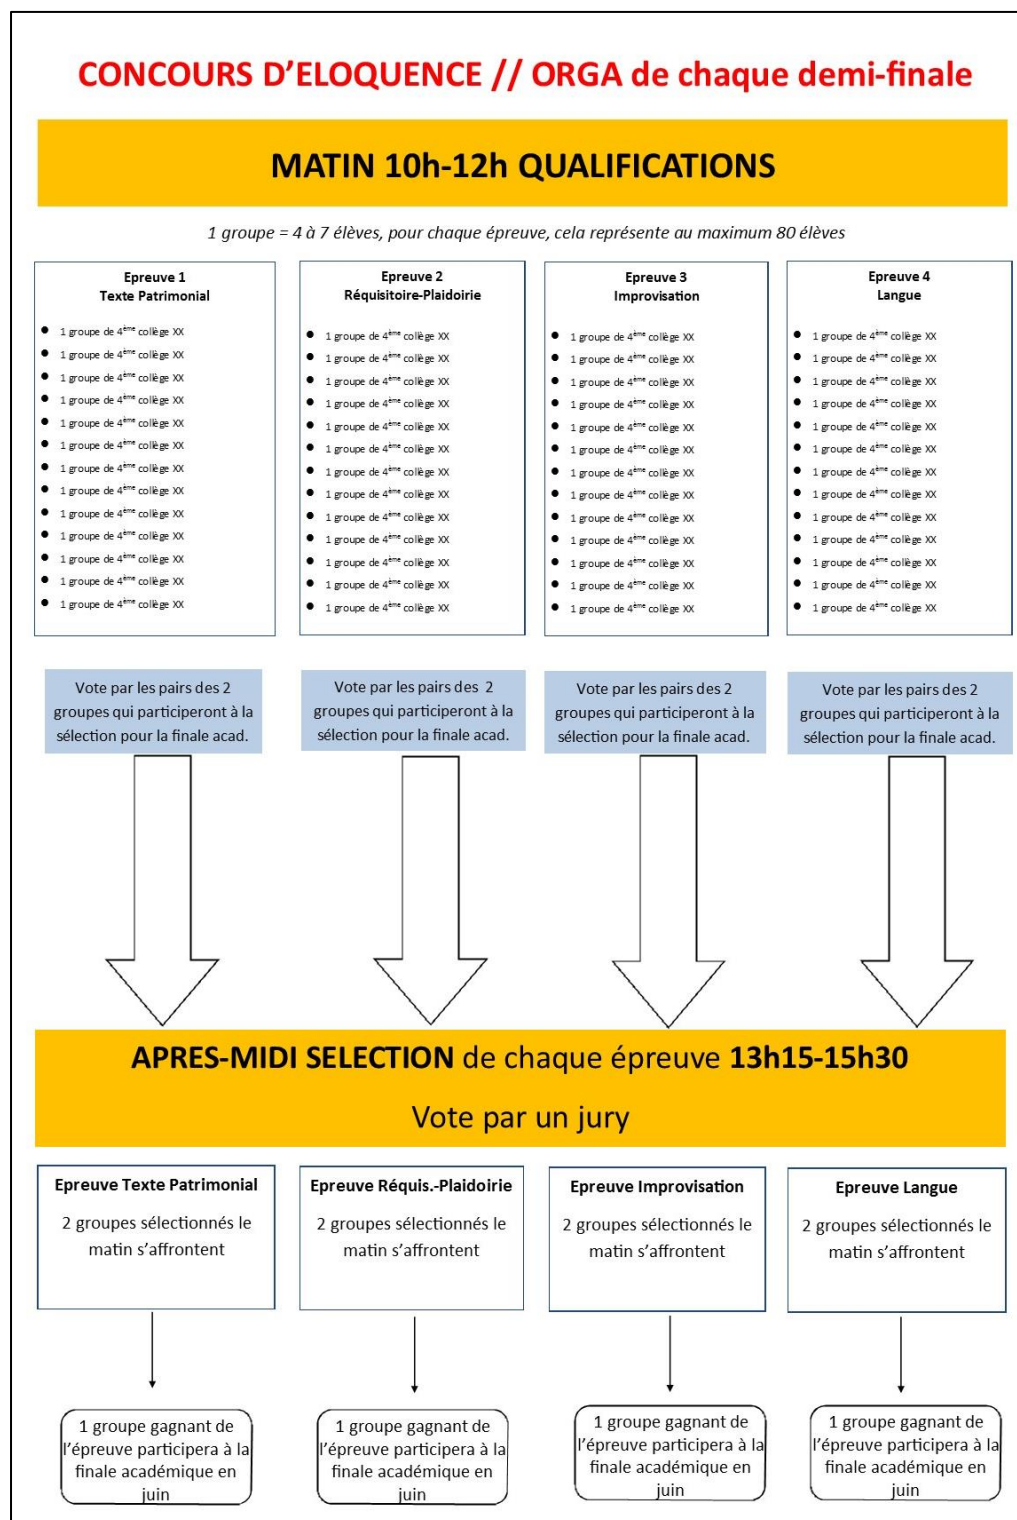 CONCOURS D’ELOQUENCE // ORGA de chaque demi-finale
MATIN 10h-12h QUALIFICATIONS
1 groupe = 4 à 7 élèves, pour chaque épreuve, cela représente au maximum 80 élèves
Epreuve 1
Texte Patrimonial
● 1 groupe de 4ème collège XX
● 1 groupe de 4ème collège XX
● 1 groupe de 4ème collège XX
● 1 groupe de 4ème collège XX
● 1 groupe de 4ème collège XX
● 1 groupe de 4ème collège XX
● 1 groupe de 4ème collège XX
● 1 groupe de 4ème collège XX
● 1 groupe de 4ème collège XX
● 1 groupe de 4ème collège XX
● 1 groupe de 4ème collège XX
● 1 groupe de 4ème collège XX
● 1 groupe de 4ème collège XX
Epreuve 2
Réquisitoire-Plaidoirie
● 1 groupe de 4ème collège XX
● 1 groupe de 4ème collège XX
● 1 groupe de 4ème collège XX
● 1 groupe de 4ème collège XX
● 1 groupe de 4ème collège XX
● 1 groupe de 4ème collège XX
● 1 groupe de 4ème collège XX
● 1 groupe de 4ème collège XX
● 1 groupe de 4ème collège XX
● 1 groupe de 4ème collège XX
● 1 groupe de 4ème collège XX
● 1 groupe de 4ème collège XX
● 1 groupe de 4ème collège XX
Epreuve 3
Improvisation
● 1 groupe de 4ème collège XX
● 1 groupe de 4ème collège XX
● 1 groupe de 4ème collège XX
● 1 groupe de 4ème collège XX
● 1 groupe de 4ème collège XX
● 1 groupe de 4ème collège XX
● 1 groupe de 4ème collège XX
● 1 groupe de 4ème collège XX
● 1 groupe de 4ème collège XX
● 1 groupe de 4ème collège XX
● 1 groupe de 4ème collège XX
● 1 groupe de 4ème collège XX
● 1 groupe de 4ème collège XX
Epreuve 4
Langue
● 1 groupe de 4ème collège XX
● 1 groupe de 4ème collège XX
● 1 groupe de 4ème collège XX
● 1 groupe de 4ème collège XX
● 1 groupe de 4ème collège XX
● 1 groupe de 4ème collège XX
● 1 groupe de 4ème collège XX
● 1 groupe de 4ème collège XX
● 1 groupe de 4ème collège XX
● 1 groupe de 4ème collège XX
● 1 groupe de 4ème collège XX
● 1 groupe de 4ème collège XX
● 1 groupe de 4ème collège XX
Vote par les pairs des 2
groupes qui participeront à la
sélection pour la finale acad.
Vote par les pairs des 2
groupes qui participeront à la
sélection pour la finale acad.
Vote par les pairs des 2
groupes qui participeront à la
sélection pour la finale acad.
Vote par les pairs des 2
groupes qui participeront à la
sélection pour la finale acad.
APRES-MIDI SELECTION de chaque épreuve 13h15-15h30
Vote par un jury
Epreuve Texte Patrimonial
2 groupes sélectionnés le
matin s’affrontent
Epreuve Réquis.-Plaidoirie
2 groupes sélectionnés le
matin s’affrontent
Epreuve Improvisation
2 groupes sélectionnés le
matin s’affrontent
Epreuve Langue
2 groupes sélectionnés le
matin s’affrontent
1 groupe gagnant de
l’épreuve participera à la
finale académique en
juin
1 groupe gagnant de
l’épreuve participera à la
finale académique en
juin
1 groupe gagnant de
l’épreuve participera à la
finale académique en
juin
1 groupe gagnant de
l’épreuve participera à la
finale académique en
juin